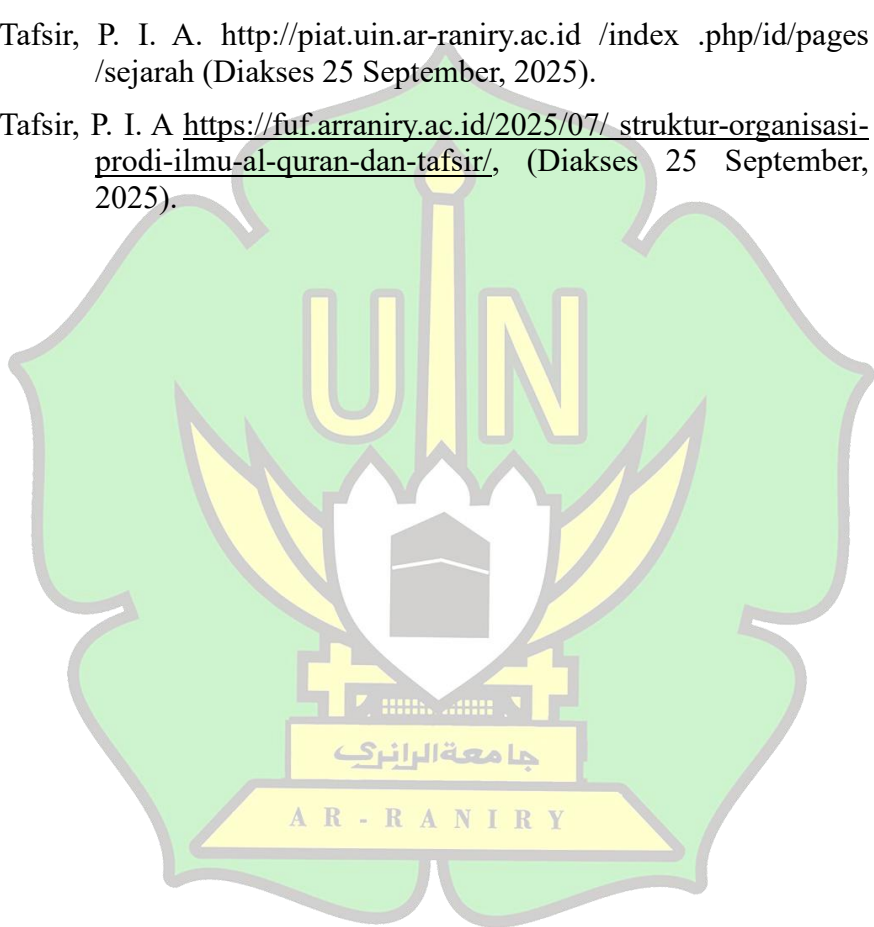 Tafsir, P. I. A. http://piat.uin.ar-raniry.ac.id /index .php/id/pages
/sejarah (Diakses 25 September, 2025).
Tafsir, P. I. A https://fuf.arraniry.ac.id/2025/07/ struktur-organisasi-
prodi-ilmu-al-quran-dan-tafsir/, (Diakses 25 September,
2025).
UIN
جامعة الرانري
AR-RANIRY